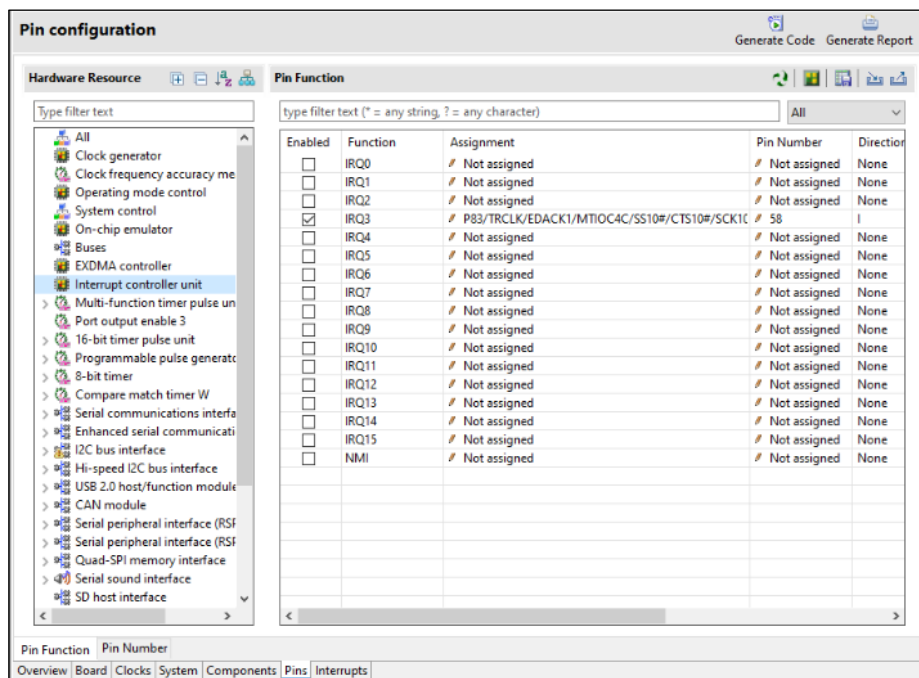 Pin configuration
Generate Code Generate Report
Hardware Resource
Pin Function
Type filter text
type filter text (* = any string, ? = any character)
All
All
Clock generator
Clock frequency accuracy me
Operating mode control
System control
On-chip emulator
Buses
EXDMA controller
Interrupt controller unit
Multi-function timer pulse un
Port output enable 3
16-bit timer pulse unit
Programmable pulse generato
8-bit timer
Compare match timer W
Serial communications interfa
Enhanced serial communicati
I2C bus interface
Hi-speed I2C bus interface
USB 2.0 host/function module
CAN module
Serial peripheral interface (RSP
Serial peripheral interface (RSP
Quad-SPI memory interface
Serial sound interface
SD host interface
Enabled Function Assignment Pin Number Direction
IRQ0 Not assigned Not assigned None
IRQ1 Not assigned Not assigned None
IRQ2 Not assigned Not assigned None
IRQ3 P83/TRCLK/EDACK1/MTIOC4C/SS10#/CTS10#/SCK10 58 I
IRQ4 Not assigned Not assigned None
IRQ5 Not assigned Not assigned None
IRQ6 Not assigned Not assigned None
IRQ7 Not assigned Not assigned None
IRQ8 Not assigned Not assigned None
IRQ9 Not assigned Not assigned None
IRQ10 Not assigned Not assigned None
IRQ11 Not assigned Not assigned None
IRQ12 Not assigned Not assigned None
IRQ13 Not assigned Not assigned None
IRQ14 Not assigned Not assigned None
IRQ15 Not assigned Not assigned None
NMI Not assigned Not assigned None
Pin Function Pin Number
Overview Board Clocks System Components Pins Interrupts